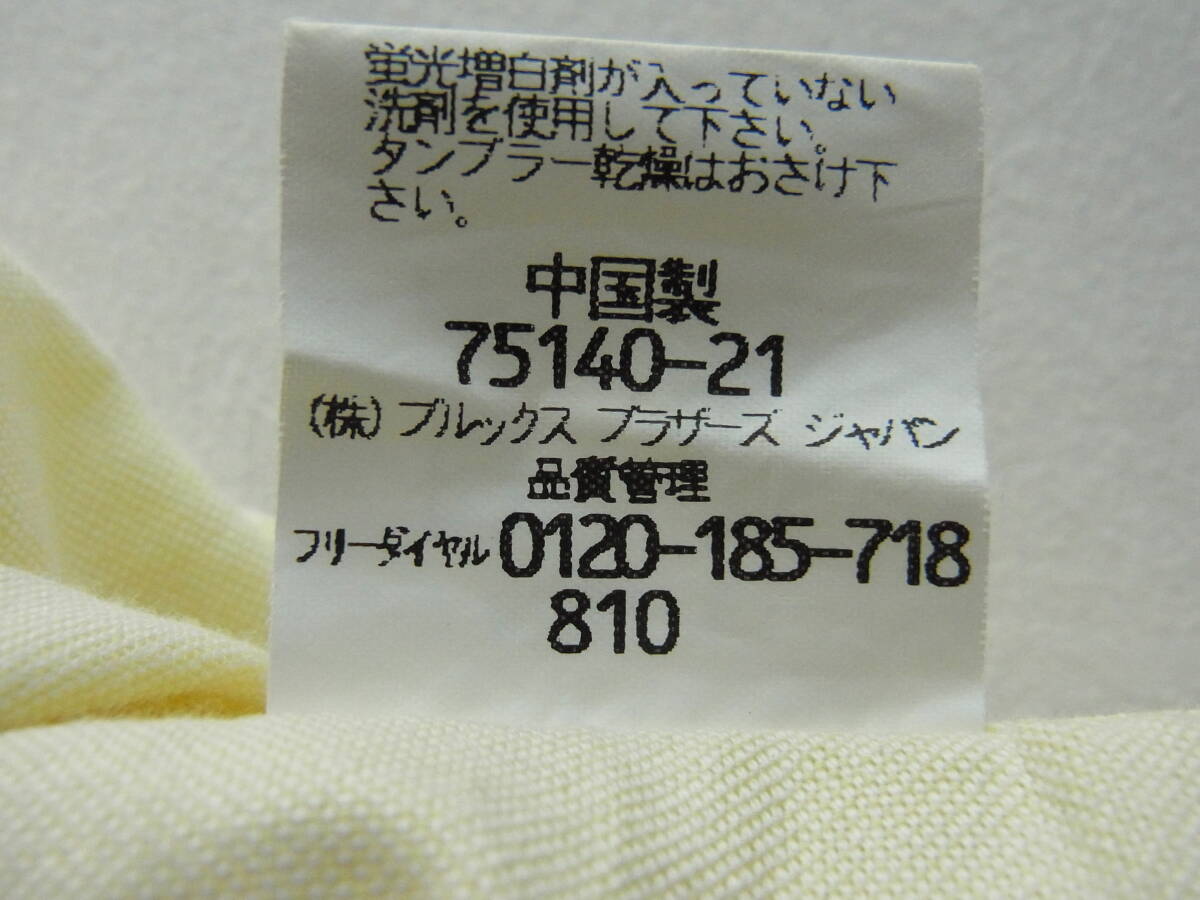 蛍光増白剤が入っていない
洗剤を使用して下さい。
タンブラー乾燥はおさけ下
さい。
中国製
75140-21
(株) ブルックス ブラザーズ ジャパン
品質管理
フリーダイヤル 0120-185-718
810